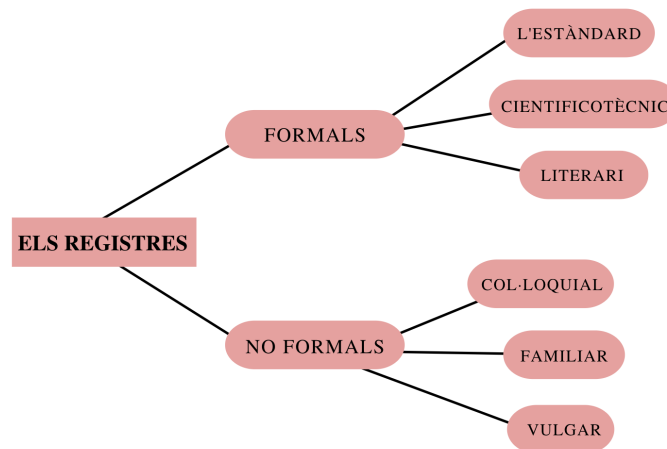 ELS REGISTRES
FORMALS
L'ESTÀNDARD
CIENTIFICOTÈCNIC
LITERARI
NO FORMALS
COL·LOQUIAL
FAMILIAR
VULGAR